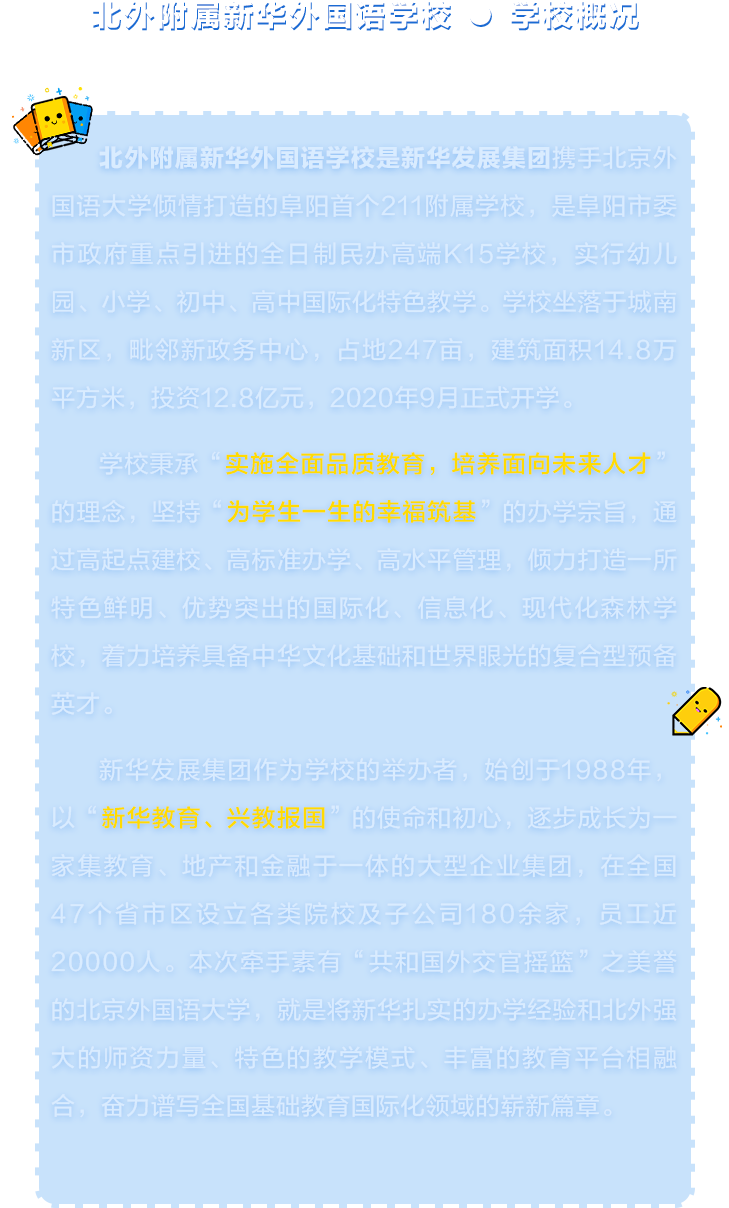 北外附属新华外国语学校 ● 学校概况
北外附属新华外国语学校是新华发展集团携手北京外
国语大学倾情打造的阜阳首个211附属学校，是阜阳市委
市政府重点引进的全日制民办高端K15学校，实行幼儿
园、小学、初中、高中国际化特色教学。学校坐落于城南
新区，毗邻新政务中心，占地247亩，建筑面积14.8万
平方米，投资12.8亿元，2020年9月正式开学。
学校秉承“实施全面品质教育，培养面向未来人才”
的理念，坚持“为学生一生的幸福筑基”的办学宗旨，通
过高起点建校、高标准办学、高水平管理，倾力打造一所
特色鲜明、优势突出的国际化、信息化、现代化森林学
校，着力培养具备中华文化基础和世界眼光的复合型预备
英才。
新华发展集团作为学校的举办者，始创于1988年，
以“新华教育、兴教报国”的使命和初心，逐步成长为一
家集教育、地产和金融于一体的大型企业集团，在全国
47个省市区设立各类院校及子公司180余家，员工近
20000人。本次牵手素有“共和国外交官摇篮”之美誉
的北京外国语大学，就是将新华扎实的办学经验和北外强
大的师资力量、特色的教学模式、丰富的教育平台相融
合，奋力谱写全国基础教育国际化领域的崭新篇章。